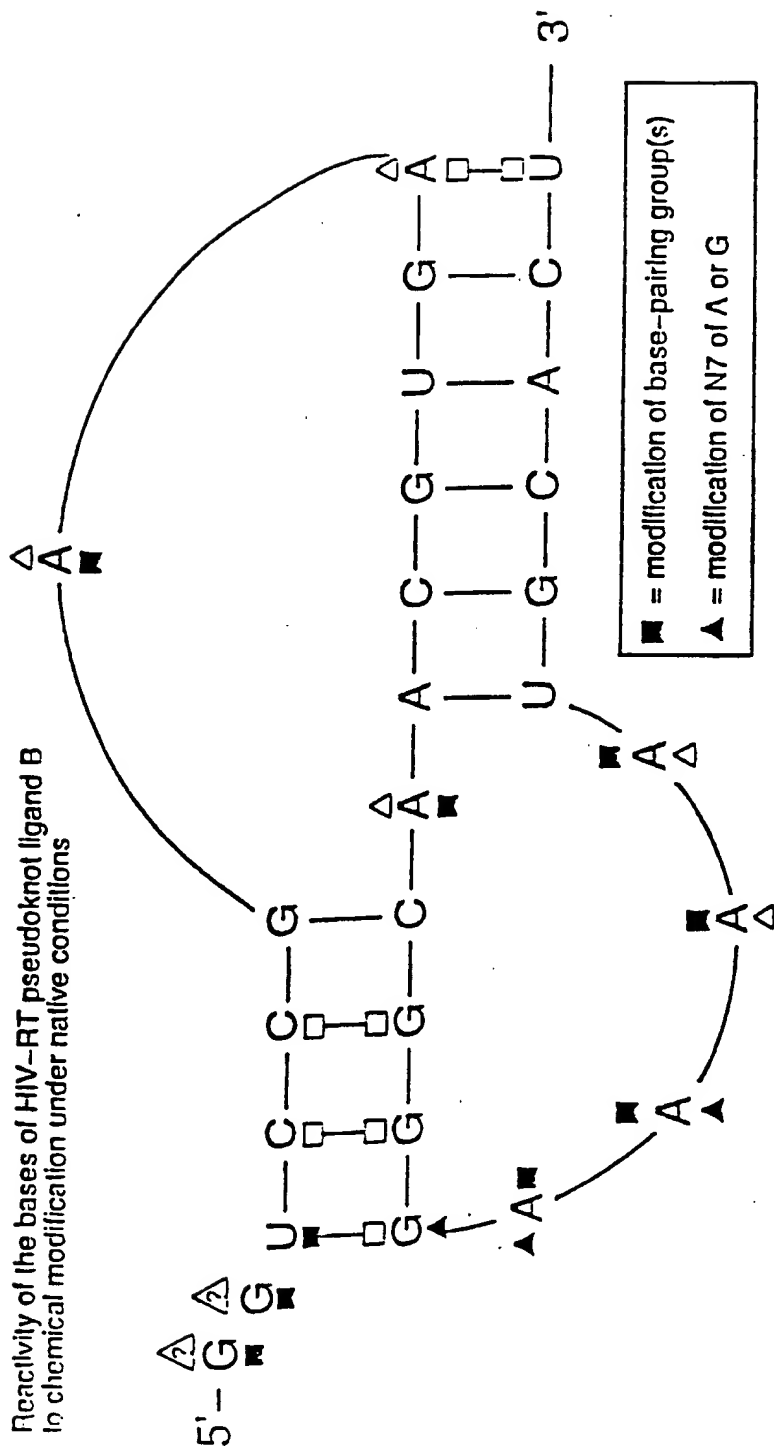 Reactivity of the bases of HIV–RT pseudoknot ligand B
to chemical modification under native conditions
A
? ?
5'–G G U–C–C–G
G–G–G–C–A–A–C–G–U–G–A
U–G–C–A–C–U–3'
A A A A
= modification of base–pairing group(s)
= modification of N7 of A or G